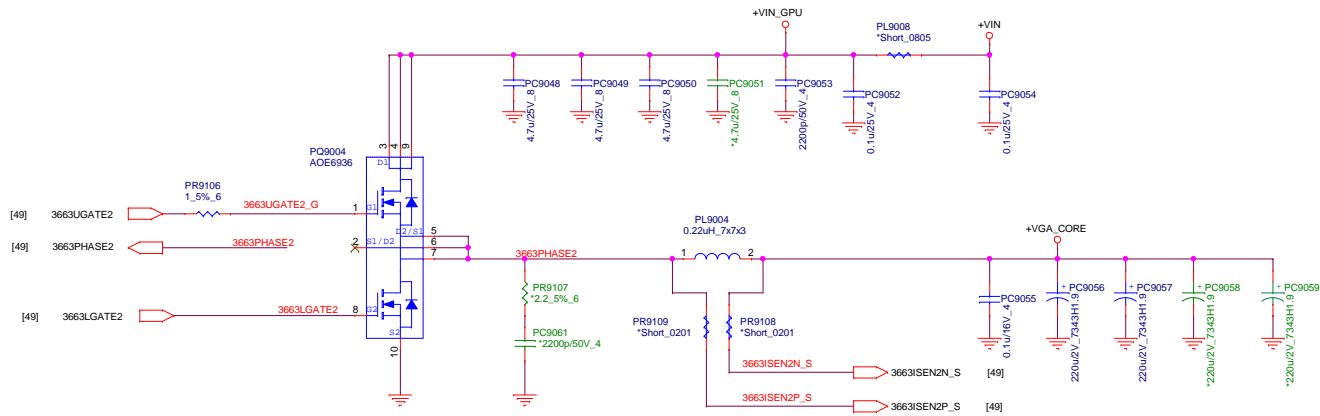 +VIN_GPU
PL9008
*Short_0805
+VIN
PC9048
4.7u/25V_8
PC9049
4.7u/25V_8
PC9050
4.7u/25V_8
PC9051
*4.7u/25V_8
PC9053
2200p/50V_4
PC9052
0.1u/25V_4
PC9054
0.1u/25V_4
PQ9004
AOE6936
3
4
9
D1
PR9106
1_5%_6
[49]
3663UGATE2
3663UGATE2_G
1
G1
D2/S1
5
6
7
[49]
3663PHASE2
3663PHASE2
2
S1/D2
[49]
3663LGATE2
3663LGATE2
8
G2
S2
10
3663PHASE2
PR9107
*2.2_5%_6
PC9061
*2200p/50V_4
PL9004
0.22uH_7x7x3
1
2
PR9109
*Short_0201
PR9108
*Short_0201
3663ISEN2N_S
3663ISEN2N_S
[49]
3663ISEN2P_S
3663ISEN2P_S
[49]
+VGA_CORE
PC9055
0.1u/16V_4
+
PC9056
220u/2V_7343H1.9
+
PC9057
220u/2V_7343H1.9
+
PC9058
*220u/2V_7343H1.9
+
PC9059
*220u/2V_7343H1.9